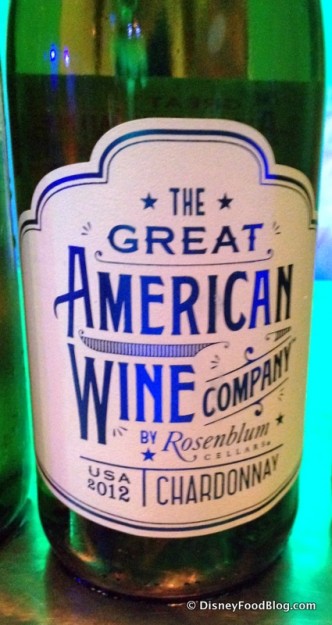 THE
GREAT
AMERICAN
WINE COMPANY
BY Rosenblum
CELLARS
USA
2012
CHARDONNAY
© DisneyFoodBlog.com